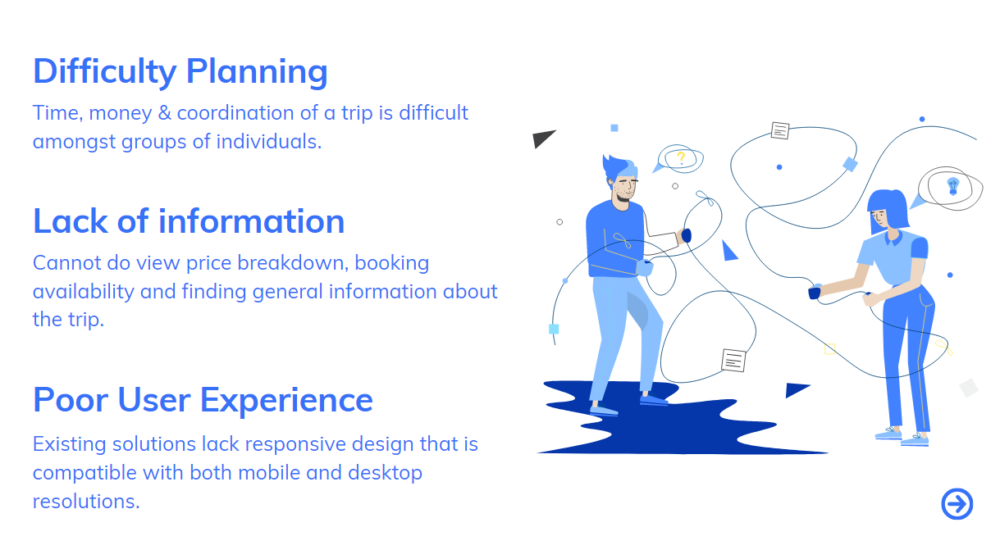 Difficulty Planning
Time, money & coordination of a trip is difficult
amongst groups of individuals.
?
Lack of information
Cannot do view price breakdown, booking
availability and finding general information about
the trip.
Poor User Experience
Existing solutions lack responsive design that is
compatible with both mobile and desktop
resolutions.